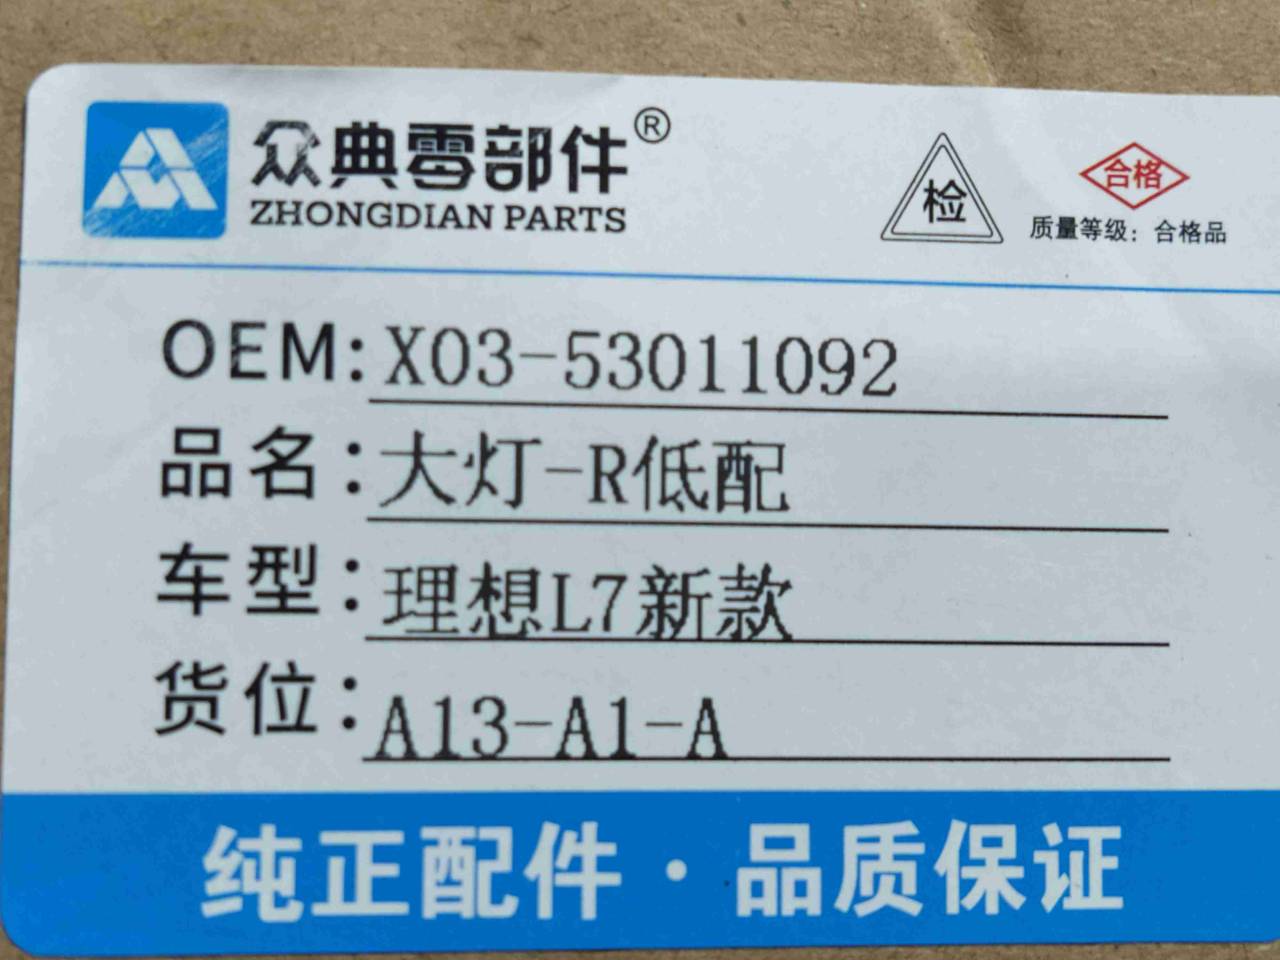 众典零部件®
ZHONGDIAN PARTS
检
合格
质量等级：合格品
OEM:X03-53011092
品名：大灯-R低配
车型：理想L7新款
货位：A13-A1-A
纯正配件·品质保证